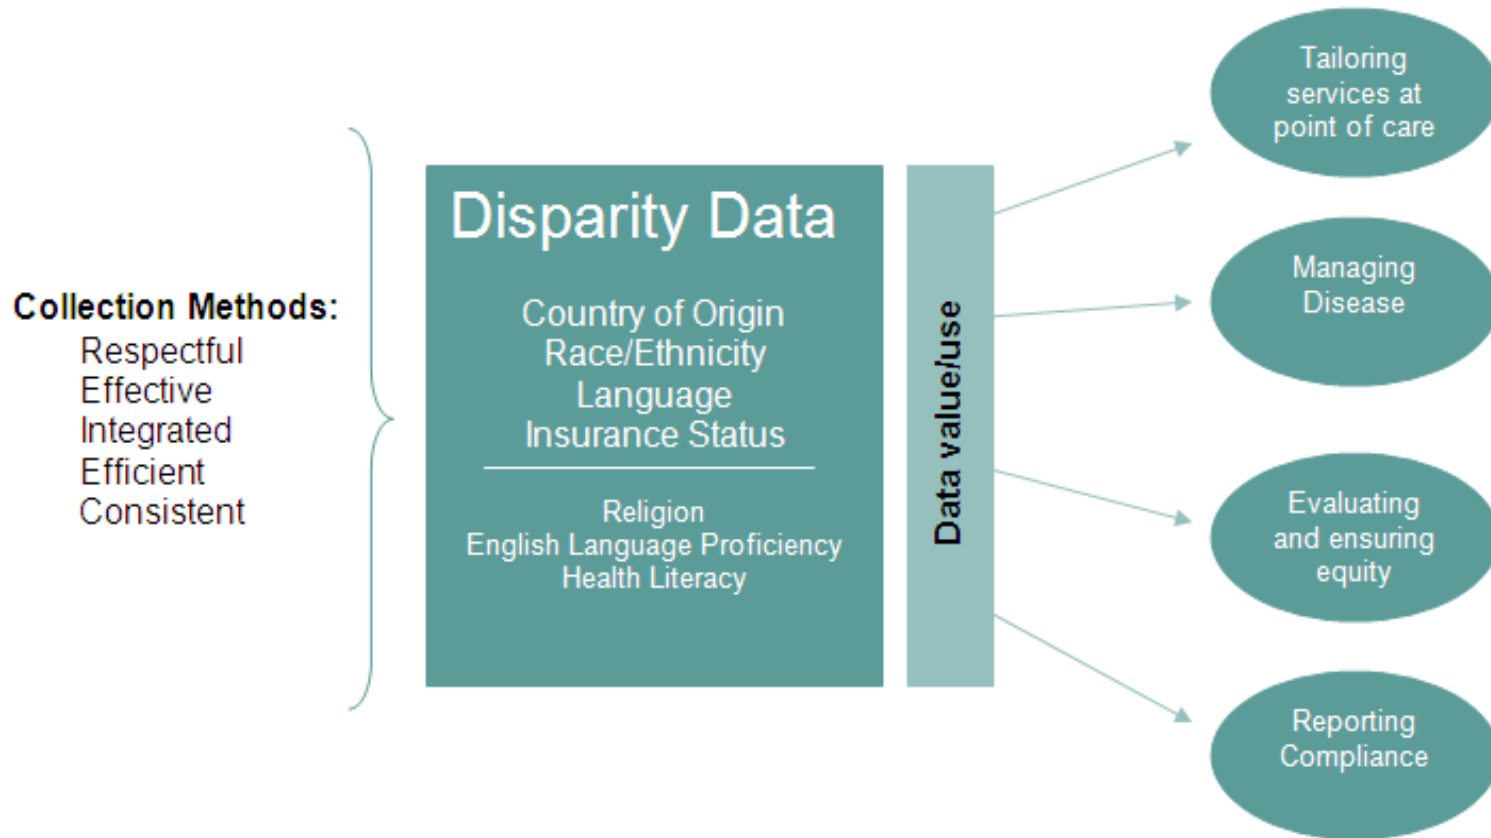 Collection Methods:
Respectful
Effective
Integrated
Efficient
Consistent
Disparity Data
Country of Origin
Race/Ethnicity
Language
Insurance Status
Religion
English Language Proficiency
Health Literacy
Data value/use
Tailoring
services at
point of care
Managing
Disease
Evaluating
and ensuring
equity
Reporting
Compliance